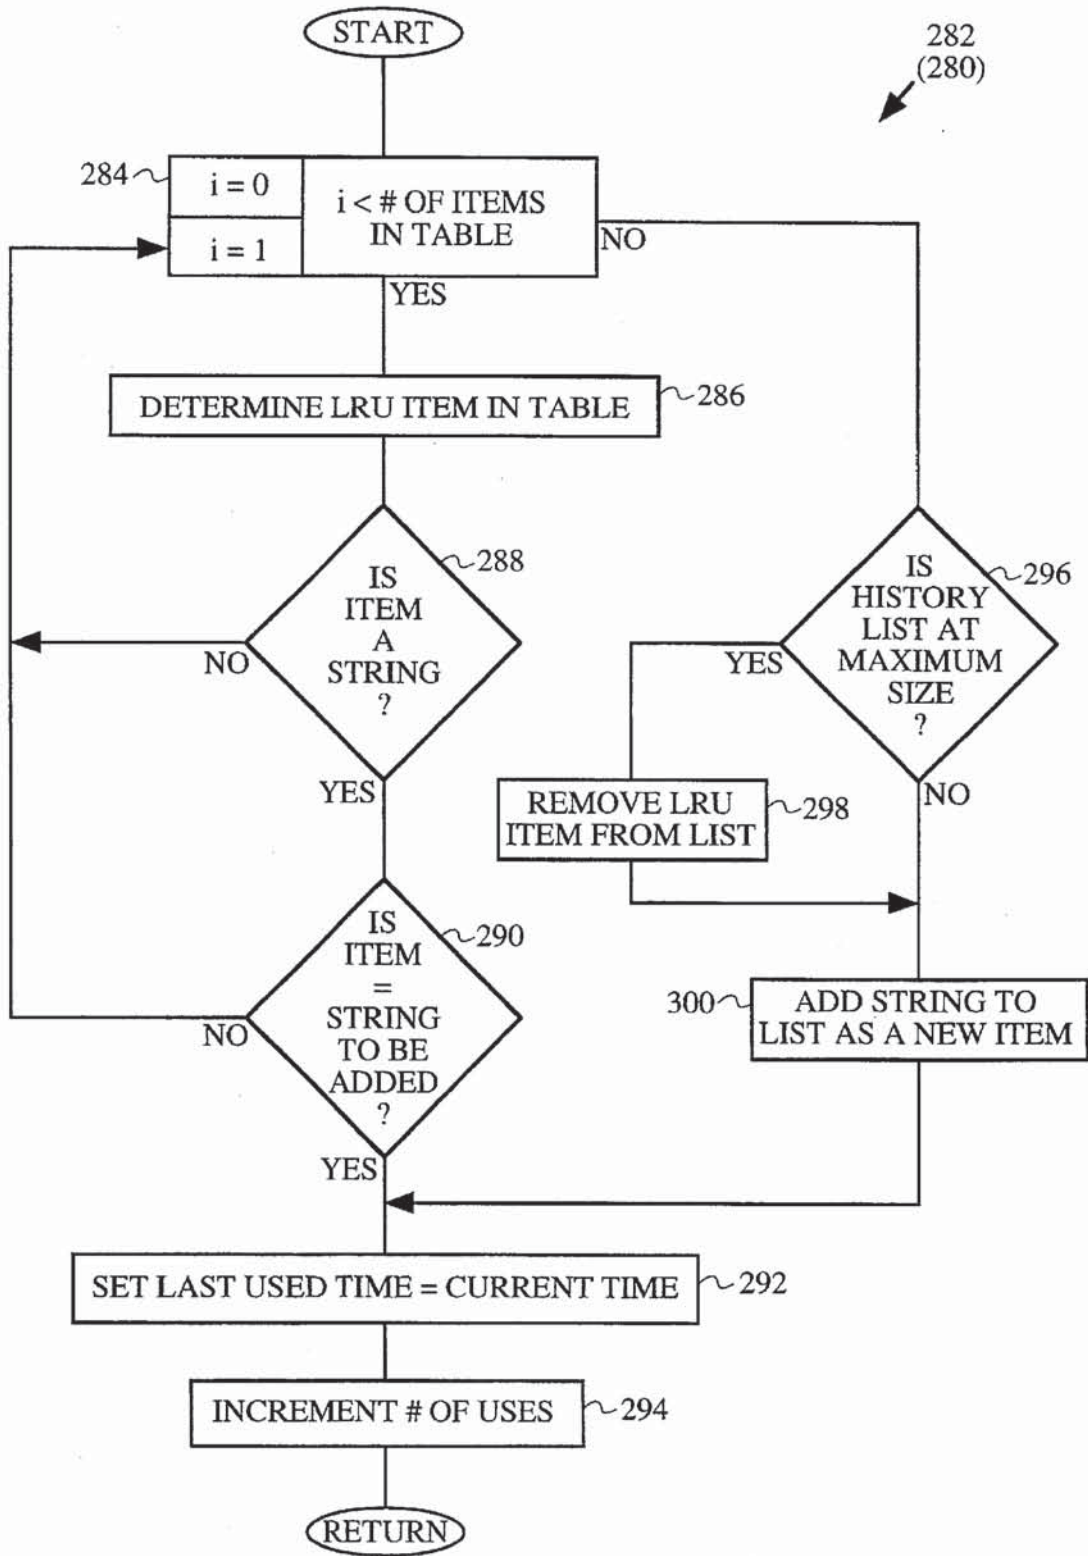 START
282
(280)
284
i = 0
i = 1
i < # OF ITEMS
IN TABLE
NO
YES
DETERMINE LRU ITEM IN TABLE
286
IS
ITEM
A
STRING
?
288
NO
YES
IS
HISTORY
LIST AT
MAXIMUM
SIZE
?
296
YES
NO
REMOVE LRU
ITEM FROM LIST
298
IS
ITEM
=
STRING
TO BE
ADDED
?
290
NO
YES
300
ADD STRING TO
LIST AS A NEW ITEM
SET LAST USED TIME = CURRENT TIME
292
INCREMENT # OF USES
294
RETURN